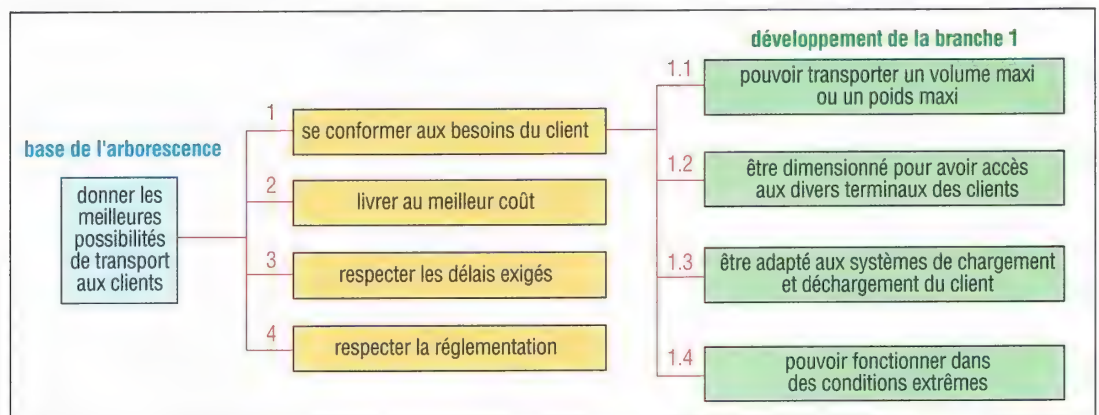 développement de la branche 1
base de l'arborescence
donner les
meilleures
possibilités
de transport
aux clients
1
se conformer aux besoins du client
2
livrer au meilleur coût
3
respecter les délais exigés
4
respecter la réglementation
1.1
pouvoir transporter un volume maxi
ou un poids maxi
1.2
être dimensionné pour avoir accès
aux divers terminaux des clients
1.3
être adapté aux systèmes de chargement
et déchargement du client
1.4
pouvoir fonctionner dans
des conditions extrêmes